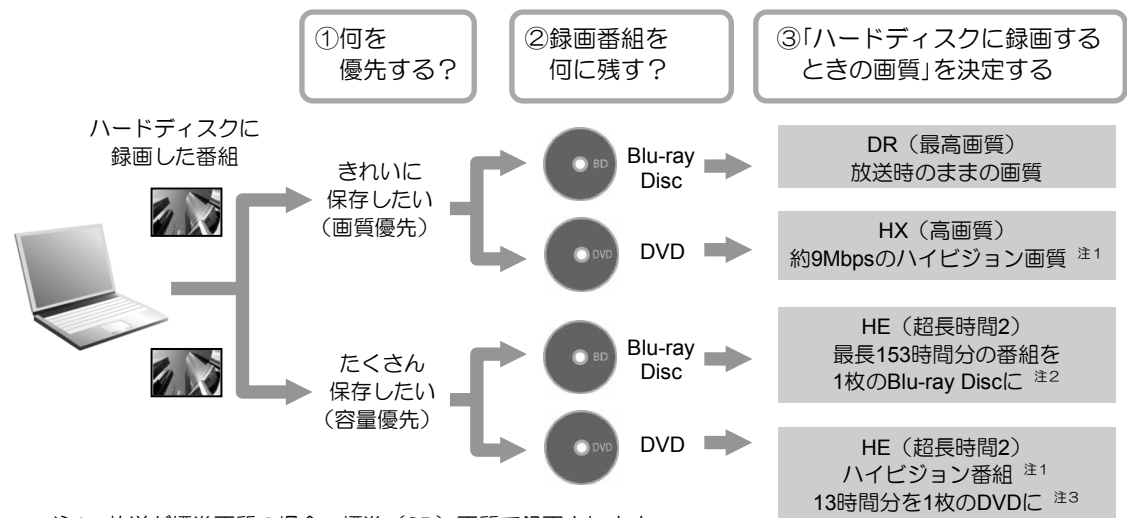 ①何を
優先する？
②録画番組を
何に残す？
③「ハードディスクに録画する
ときの画質」を決定する
ハードディスクに
録画した番組
きれいに
保存したい
（画質優先）
BD
Blu-ray
Disc
DR（最高画質）
放送時のままの画質
DVD
DVD
HX（高画質）
約9Mbpsのハイビジョン画質 注1
たくさん
保存したい
（容量優先）
BD
Blu-ray
Disc
HE（超長時間2）
最長153時間分の番組を
1枚のBlu-ray Discに 注2
DVD
DVD
HE（超長時間2）
ハイビジョン番組 注1
13時間分を1枚のDVDに 注3